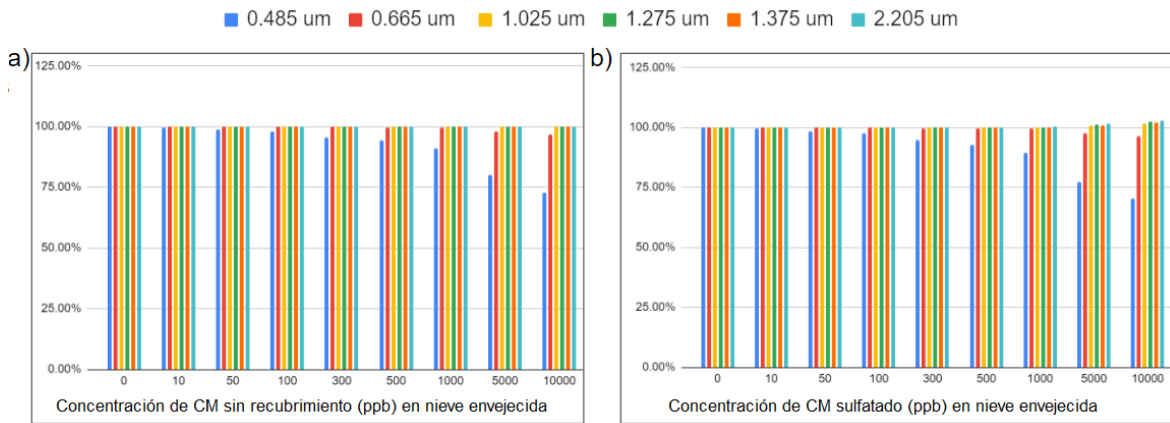 0.485 um 0.665 um 1.025 um 1.275 um 1.375 um 2.205 um
a)
125.00%
100.00%
75.00%
50.00%
25.00%
0.00%
0 10 50 100 300 500 1000 5000 10000
Concentración de CM sin recubrimiento (ppb) en nieve envejecida
b)
125.00%
100.00%
75.00%
50.00%
25.00%
0.00%
0 10 50 100 300 500 1000 5000 10000
Concentración de CM sulfatado (ppb) en nieve envejecida